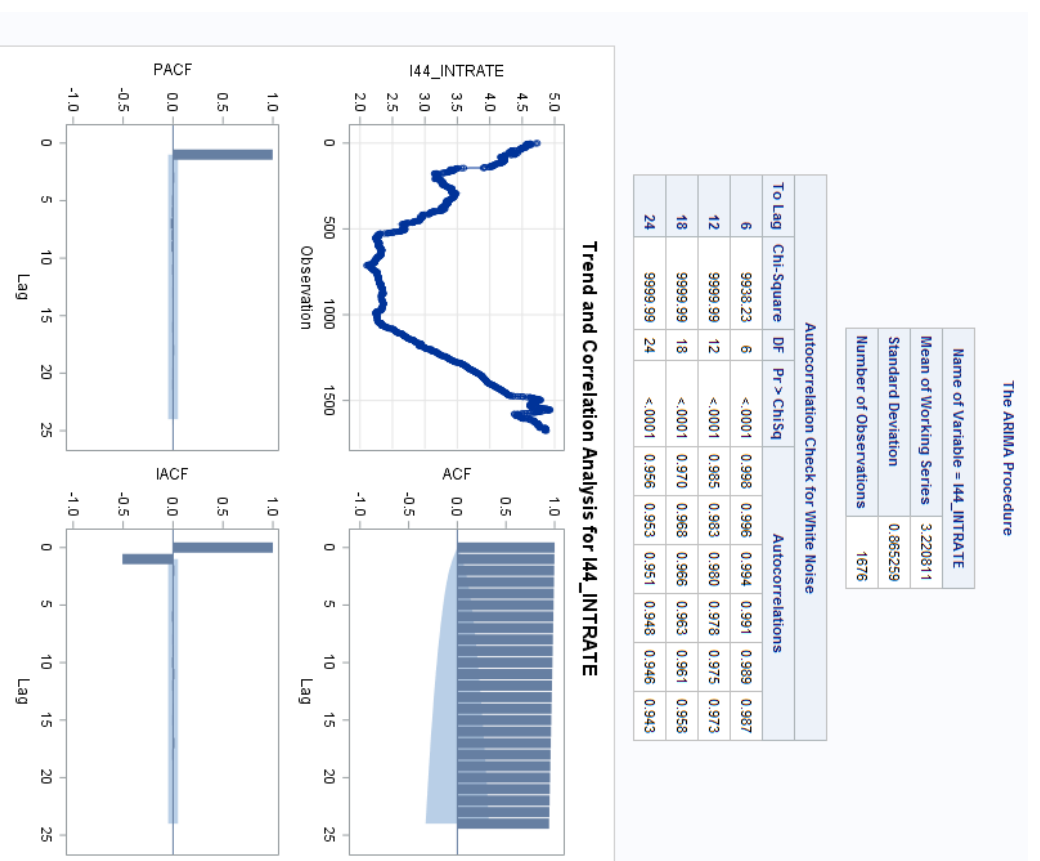 The ARIMA Procedure
Name of Variable = I44_INTRATE
Mean of Working Series 3.220811
Standard Deviation 0.865259
Number of Observations 1676
Autocorrelation Check for White Noise
To Lag Chi-Square DF Pr > ChiSq Autocorrelations
6 9938.23 6 <.0001 0.998 0.996 0.994 0.991 0.989 0.987
12 9999.99 12 <.0001 0.985 0.983 0.980 0.978 0.975 0.973
18 9999.99 18 <.0001 0.970 0.968 0.966 0.963 0.961 0.958
24 9999.99 24 <.0001 0.956 0.953 0.951 0.948 0.946 0.943
Trend and Correlation Analysis for I44_INTRATE
I44_INTRATE
5.0
4.5
4.0
3.5
3.0
2.5
2.0
0 500 1000 1500
Observation
ACF
1.0
0.5
0.0
-0.5
-1.0
0 5 10 15 20 25
Lag
PACF
1.0
0.5
0.0
-0.5
-1.0
0 5 10 15 20 25
Lag
IACF
1.0
0.5
0.0
-0.5
-1.0
0 5 10 15 20 25
Lag